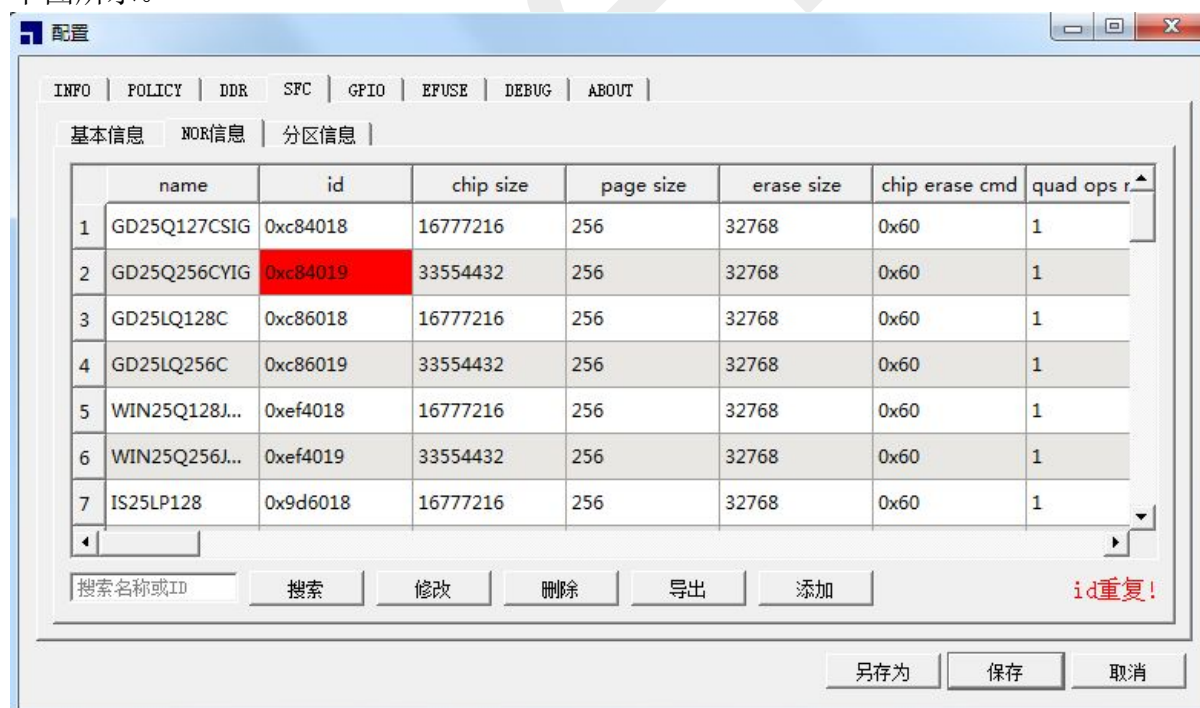 下图所示。
配置
INFO POLICY DDR SFC GPIO EFUSE DEBUG ABOUT
基本信息 NOR信息 分区信息
name id chip size page size erase size chip erase cmd quad ops r
1 GD25Q127CSIG 0xc84018 16777216 256 32768 0x60 1
2 GD25Q256CYIG 0xc84019 33554432 256 32768 0x60 1
3 GD25LQ128C 0xc86018 16777216 256 32768 0x60 1
4 GD25LQ256C 0xc86019 33554432 256 32768 0x60 1
5 WIN25Q128J... 0xef4018 16777216 256 32768 0x60 1
6 WIN25Q256J... 0xef4019 33554432 256 32768 0x60 1
7 IS25LP128 0x9d6018 16777216 256 32768 0x60 1
搜索名称或ID 搜索 修改 删除 导出 添加 id重复!
另存为 保存 取消